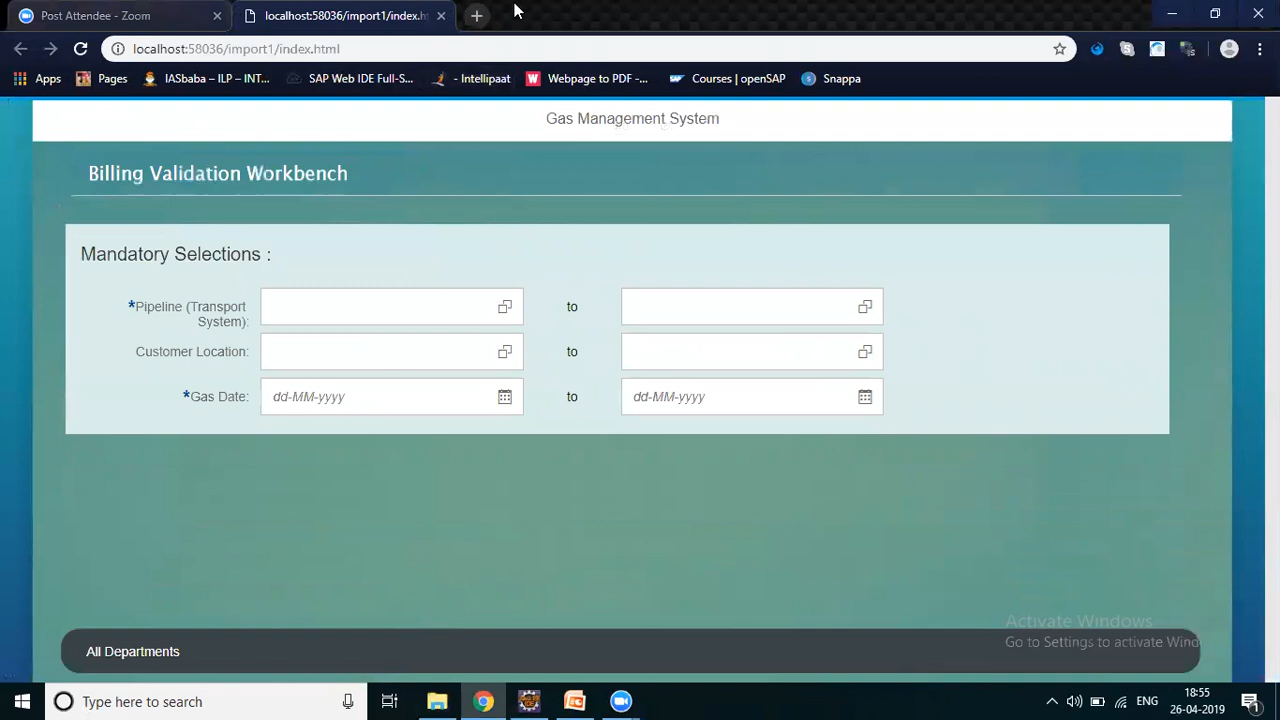 Post Attendee - Zoom
localhost:58036/import1/index.h
localhost:58036/import1/index.html
Apps
Pages
IASbaba – ILP – INT...
SAP Web IDE Full-S...
- Intellipaat
Webpage to PDF -...
Courses | openSAP
Snappa
Gas Management System
Billing Validation Workbench
Mandatory Selections :
*Pipeline (Transport
System):
to
Customer Location:
to
*Gas Date:
dd-MM-yyyy
to
dd-MM-yyyy
Activate Windows
Go to Settings to activate Wind
All Departments
Type here to search
ENG
18:55
26-04-2019
1